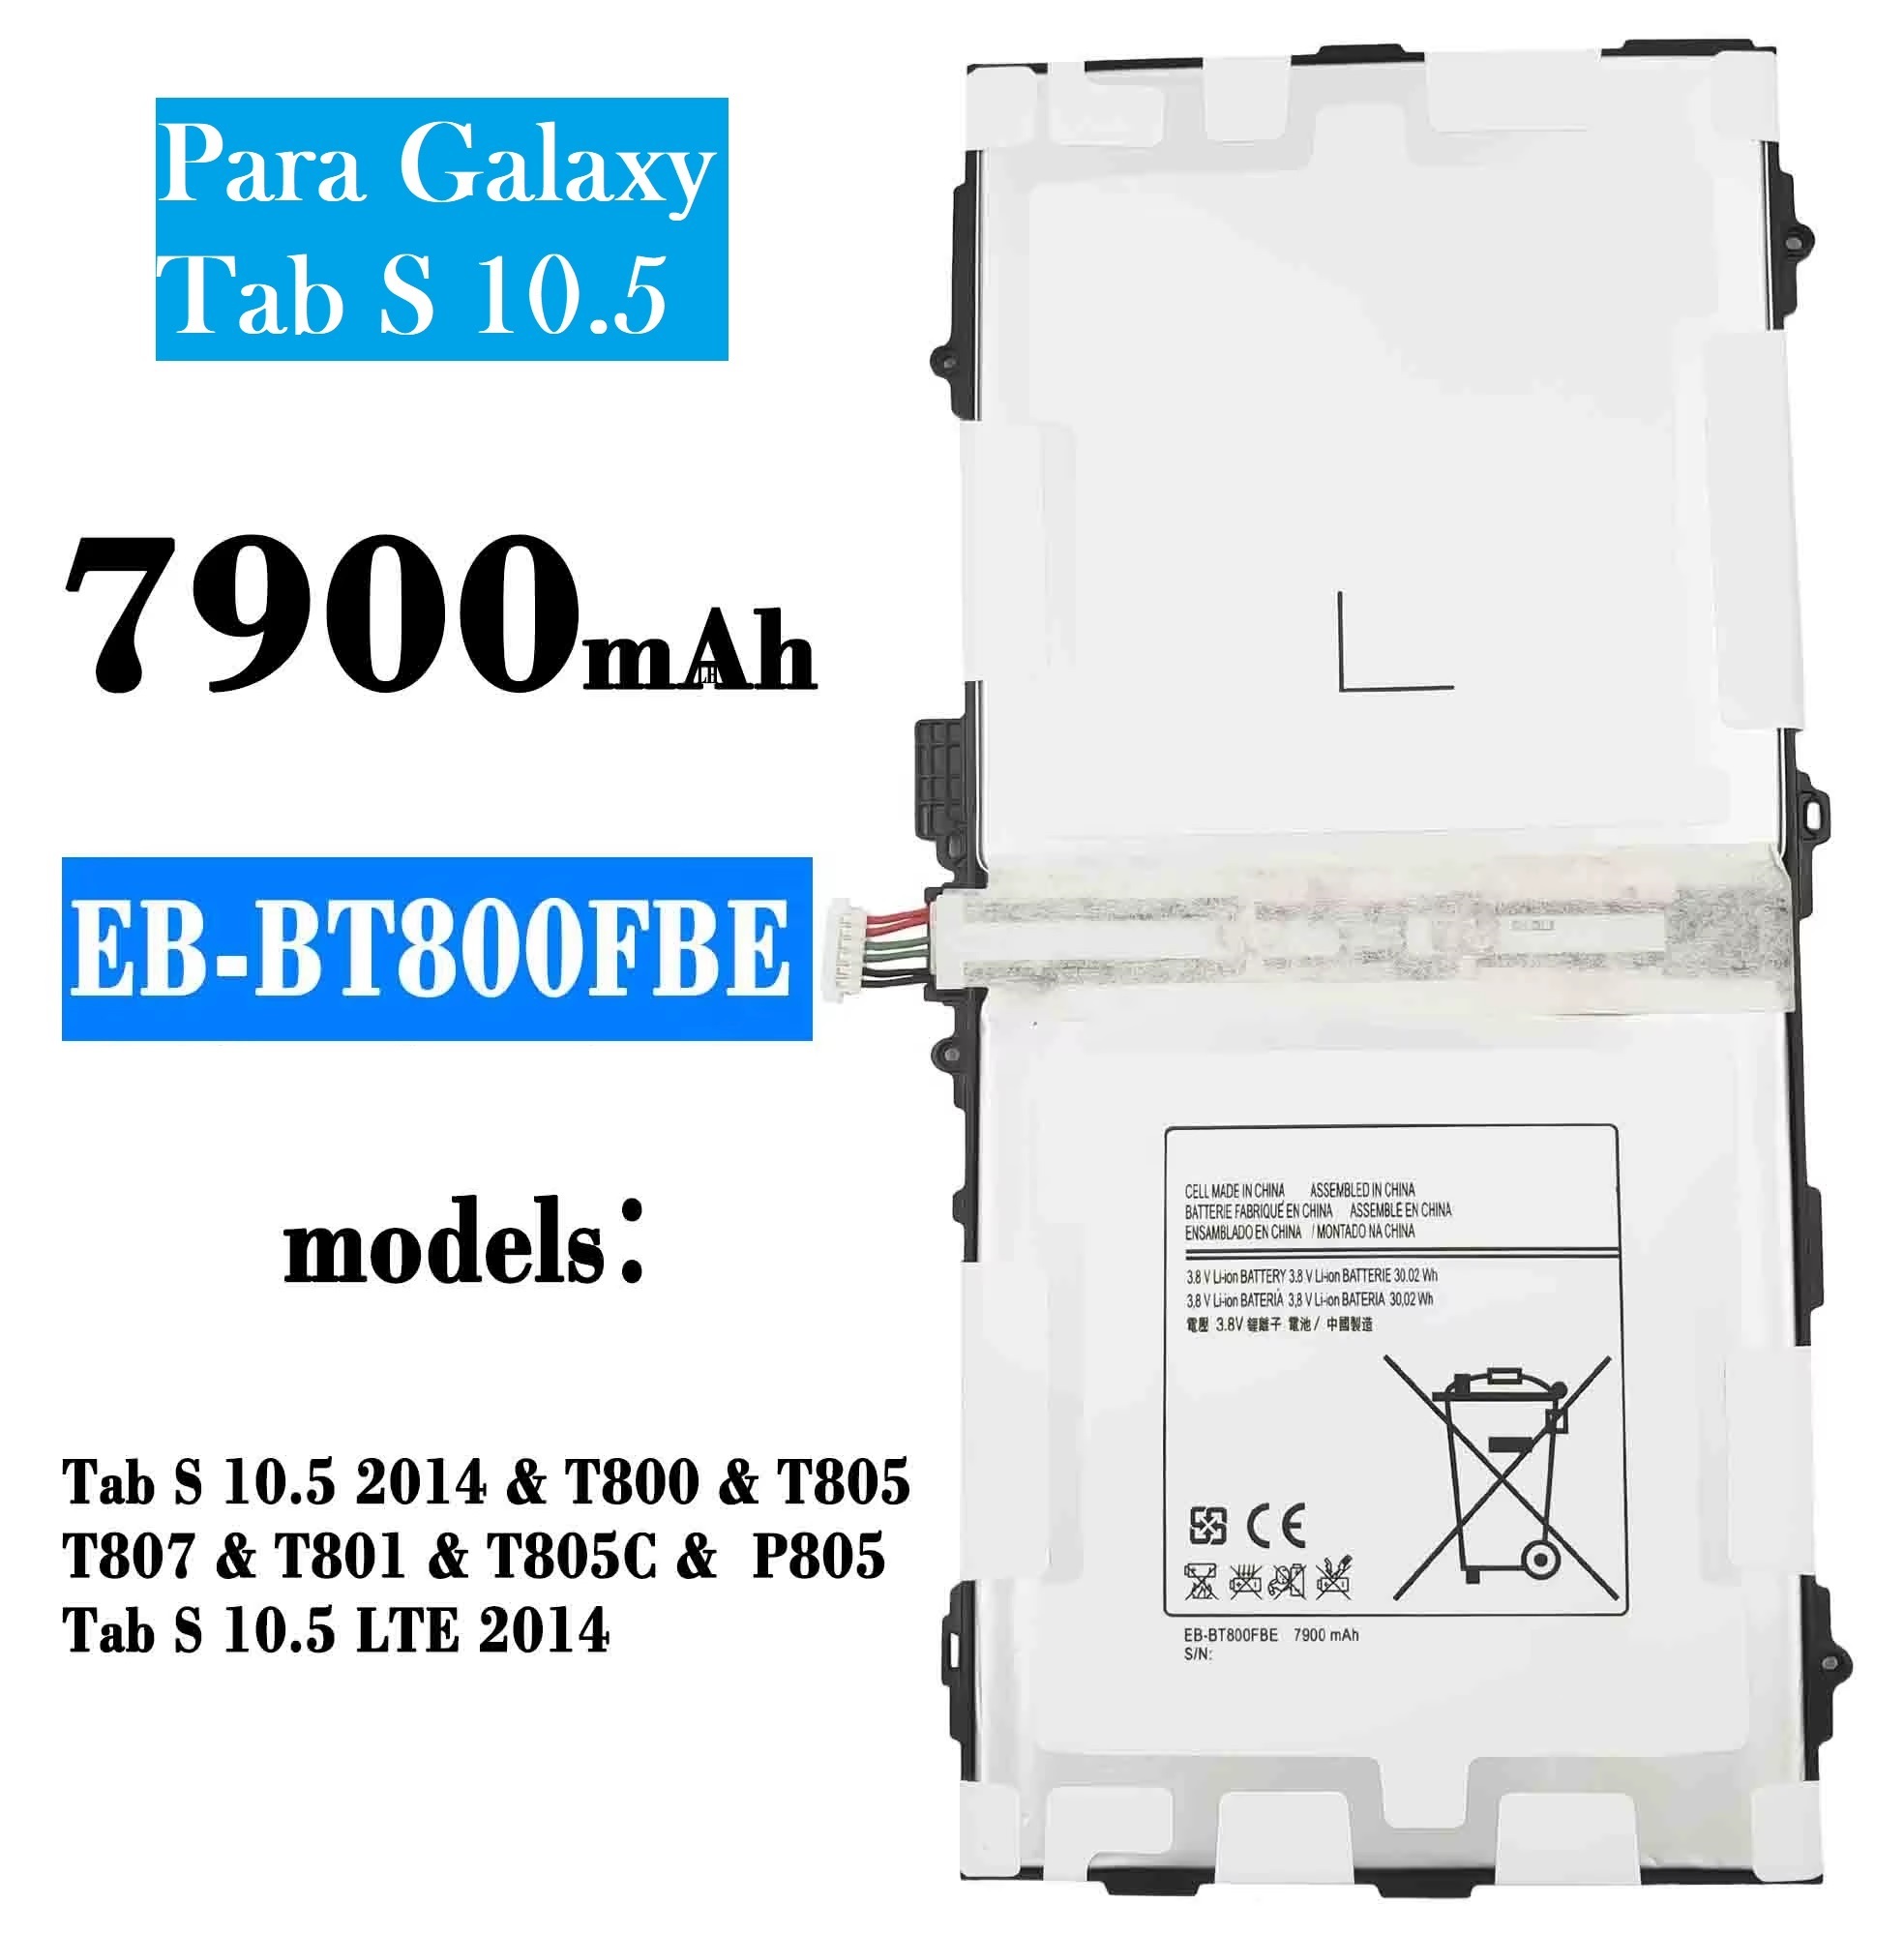 Para Galaxy
Tab S 10.5
7900mAh
EB-BT800FBE
models：
Tab S 10.5 2014 & T800 & T805
T807 & T801 & T805C & P805
Tab S 10.5 LTE 2014
CELL MADE IN CHINA ASSEMBLED IN CHINA
BATTERIE FABRIQUÉ EN CHINA ASSEMBLÉ EN CHINA
ENSAMBLADO EN CHINA / MONTADO NA CHINA
3.8 V Li-ion BATTERY 3.8 V Li-ion BATTERIE 30.02 Wh
3,8 V Li-ion BATERÍA 3,8 V Li-ion BATERIA 30,02 Wh
電壓 3.8V 鋰離子 電池 / 中國製造
CE
EB-BT800FBE 7900 mAh
S/N: